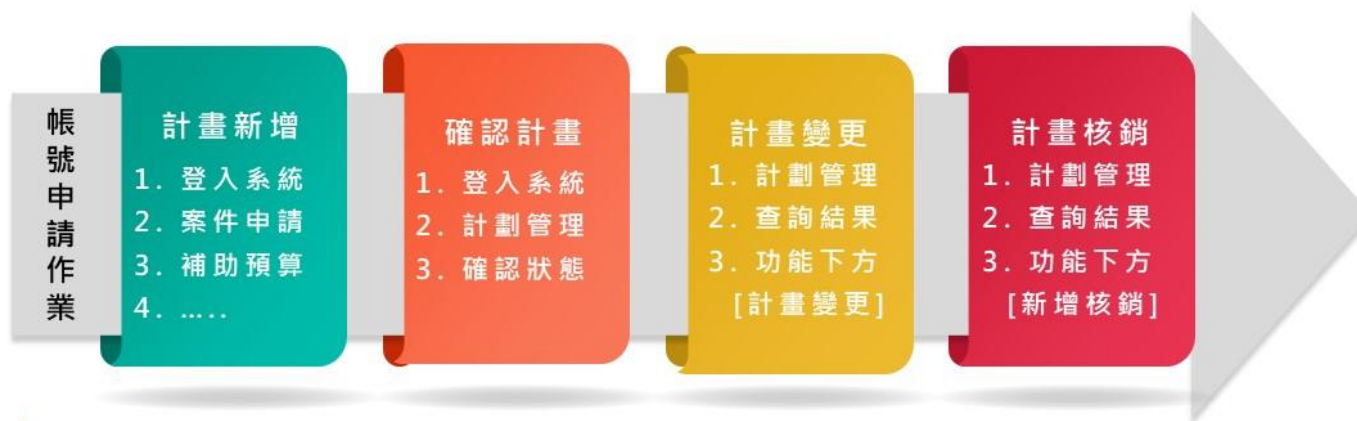 帳號申請作業
計畫新增
1. 登入系統
2. 案件申請
3. 補助預算
4. .....
確認計畫
1. 登入系統
2. 計劃管理
3. 確認狀態
計畫變更
1. 計劃管理
2. 查詢結果
3. 功能下方
[計畫變更]
計畫核銷
1. 計劃管理
2. 查詢結果
3. 功能下方
[新增核銷]